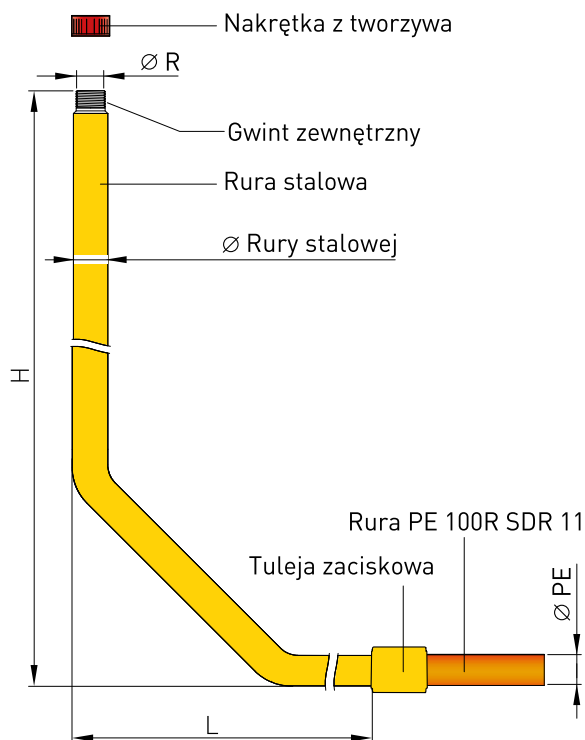 Nakrętka z tworzywa
∅ R
Gwint zewnętrzny
Rura stalowa
∅ Rury stalowej
H
Rura PE 100R SDR 11
Tuleja zaciskowa
∅ PE
L